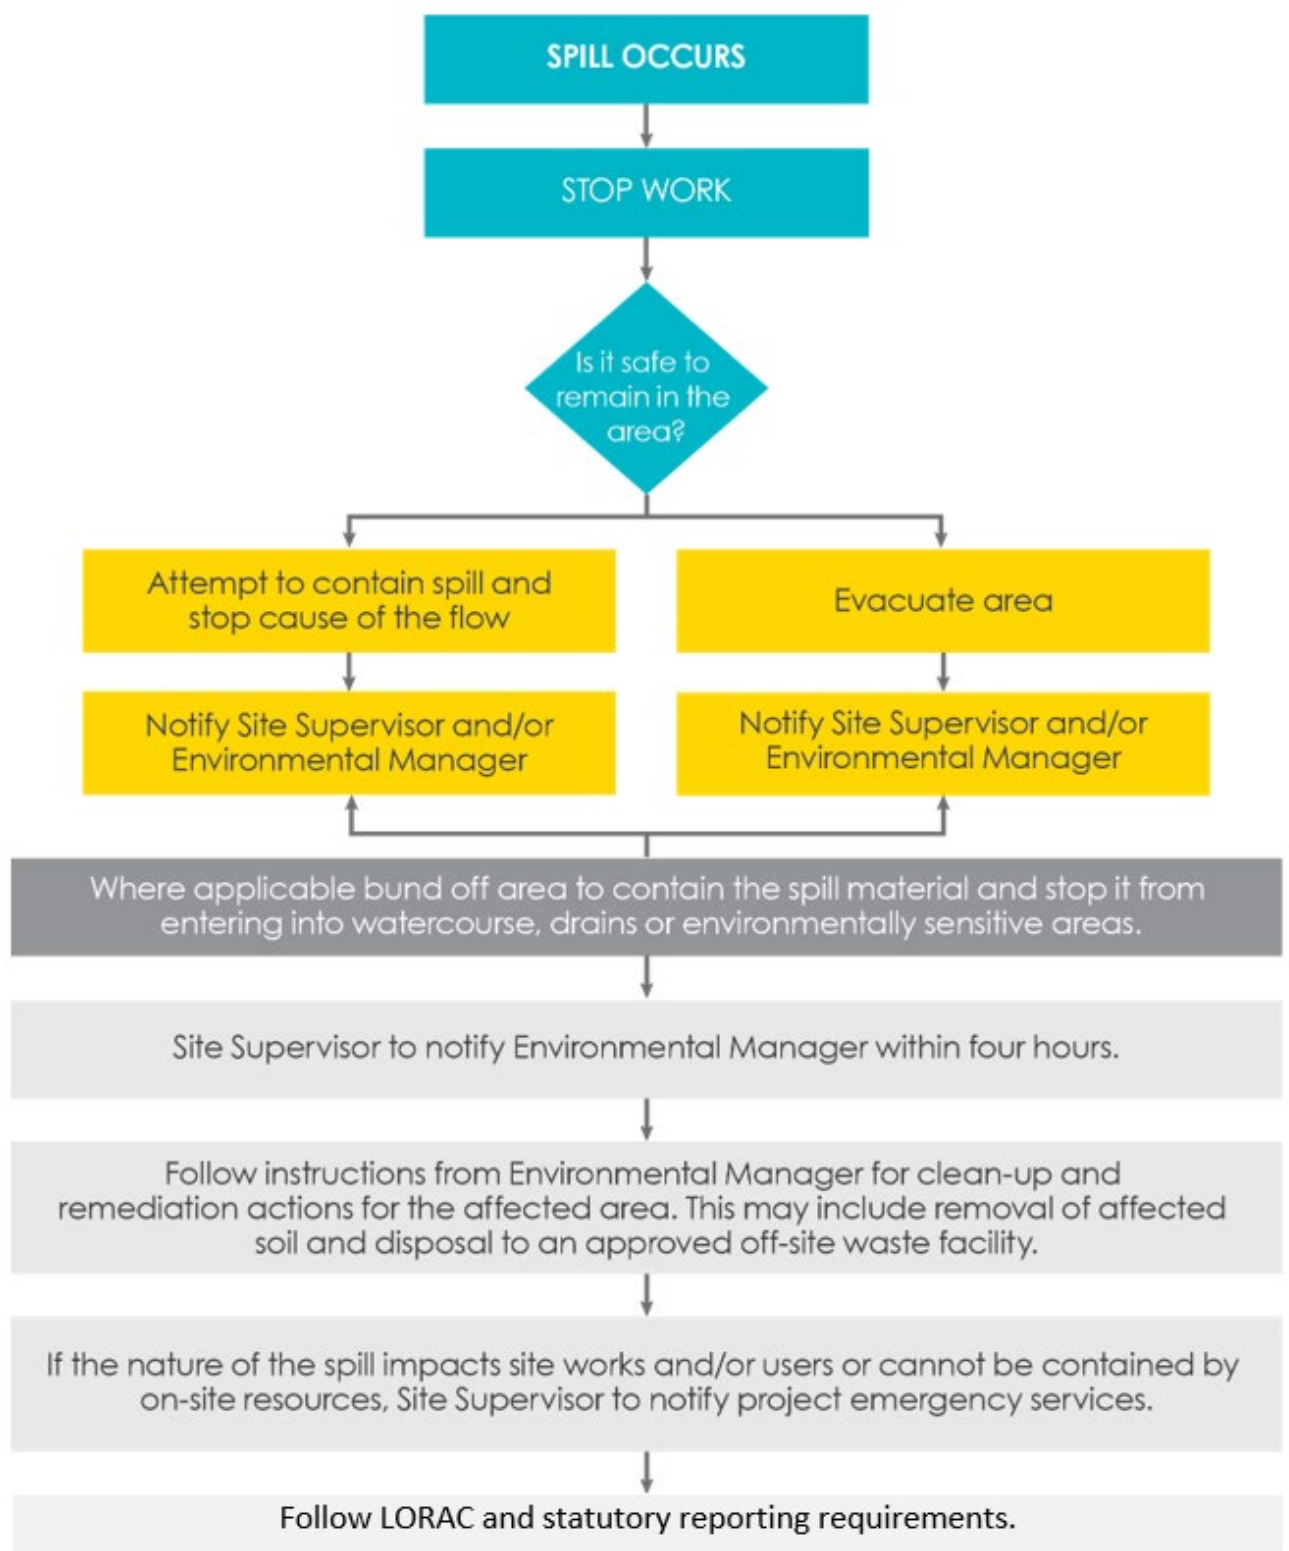 SPILL OCCURS
STOP WORK
Is it safe to
remain in the
area?
Attempt to contain spill and
stop cause of the flow
Evacuate area
Notify Site Supervisor and/or
Environmental Manager
Notify Site Supervisor and/or
Environmental Manager
Where applicable bund off area to contain the spill material and stop it from
entering into watercourse, drains or environmentally sensitive areas.
Site Supervisor to notify Environmental Manager within four hours.
Follow instructions from Environmental Manager for clean-up and
remediation actions for the affected area. This may include removal of affected
soil and disposal to an approved off-site waste facility.
If the nature of the spill impacts site works and/or users or cannot be contained by
on-site resources, Site Supervisor to notify project emergency services.
Follow LORAC and statutory reporting requirements.